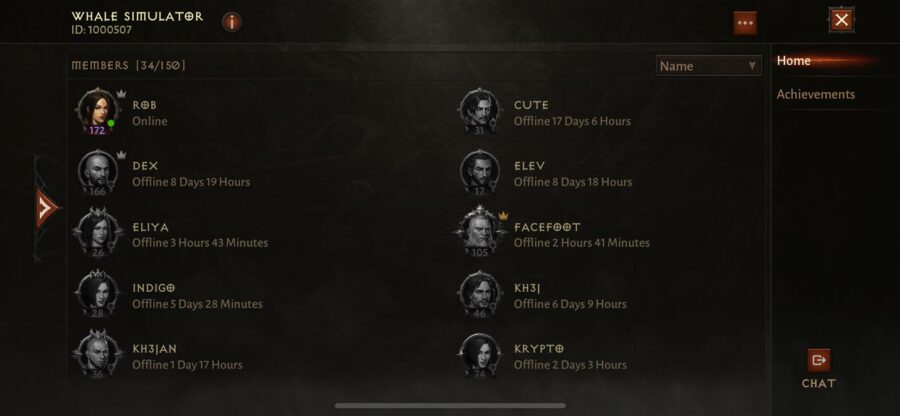 WHALE SIMULATOR
ID: 1000507
MEMBERS [34/150]
Name
Home
Achievements
ROB
Online
172
CUTE
Offline 17 Days 6 Hours
31
DEX
Offline 8 Days 19 Hours
166
ELEV
Offline 8 Days 18 Hours
17
ELIYA
Offline 3 Hours 43 Minutes
26
FACEFOOT
Offline 2 Hours 41 Minutes
105
INDIGO
Offline 5 Days 28 Minutes
28
KH3J
Offline 6 Days 9 Hours
46
KH3JAN
Offline 1 Day 17 Hours
36
KRYPTO
Offline 2 Days 3 Hours
74
CHAT